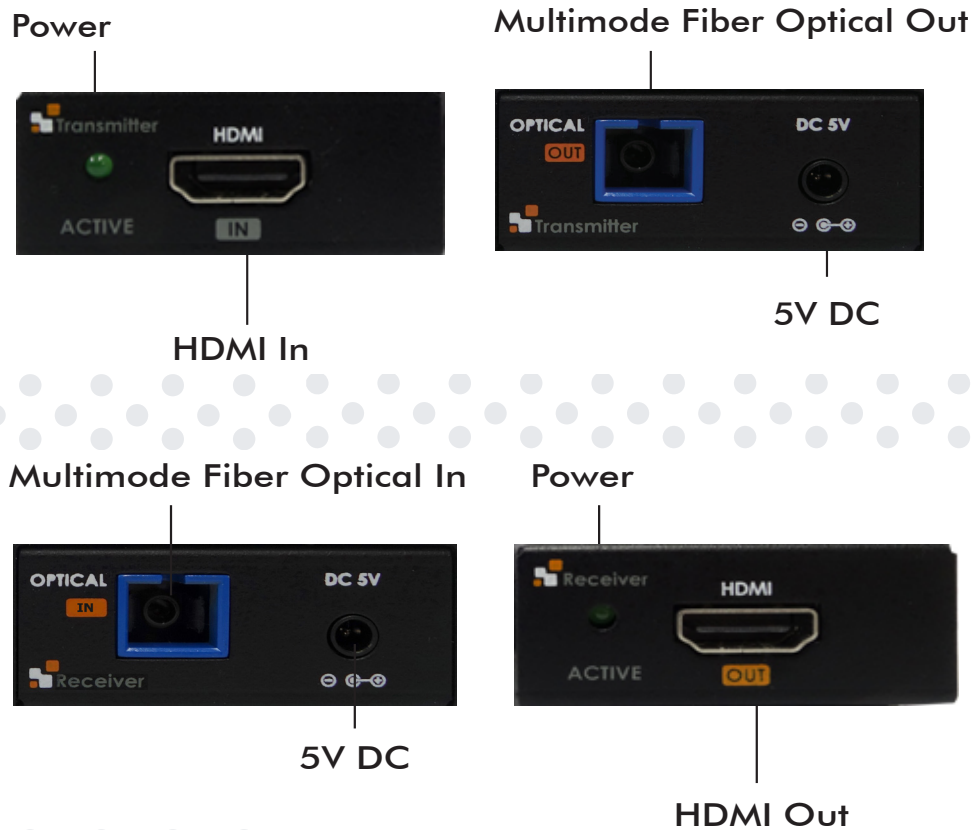 Power
Multimode Fiber Optical Out
Transmitter
HDMI
ACTIVE
IN
OPTICAL
DC 5V
OUT
Transmitter
5V DC
HDMI In
Multimode Fiber Optical In
Power
OPTICAL
DC 5V
IN
Receiver
Receiver
HDMI
ACTIVE
OUT
5V DC
HDMI Out